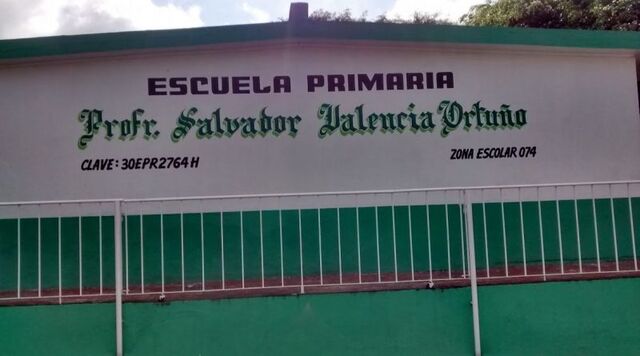 ESCUELA PRIMARIA
Profr. Salvador Valencia Ortuño
CLAVE: 30EPR2764H ZONA ESCOLAR 074